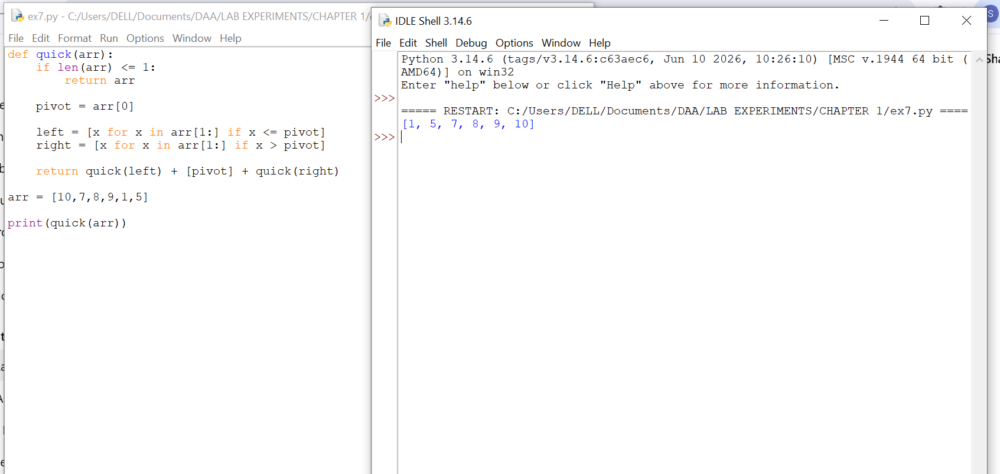 ex7.py - C:/Users/DELL/Documents/DAA/LAB EXPERIMENTS/CHAPTER 1/
File Edit Format Run Options Window Help
def quick(arr):
    if len(arr) <= 1:
        return arr
    pivot = arr[0]
    left = [x for x in arr[1:] if x <= pivot]
    right = [x for x in arr[1:] if x > pivot]
    return quick(left) + [pivot] + quick(right)
arr = [10,7,8,9,1,5]
print(quick(arr))
IDLE Shell 3.14.6
File Edit Shell Debug Options Window Help
Python 3.14.6 (tags/v3.14.6:c63aec6, Jun 10 2026, 10:26:10) [MSC v.1944 64 bit (
AMD64)] on win32
Enter "help" below or click "Help" above for more information.
>>>
===== RESTART: C:/Users/DELL/Documents/DAA/LAB EXPERIMENTS/CHAPTER 1/ex7.py ====
[1, 5, 7, 8, 9, 10]
>>>
S